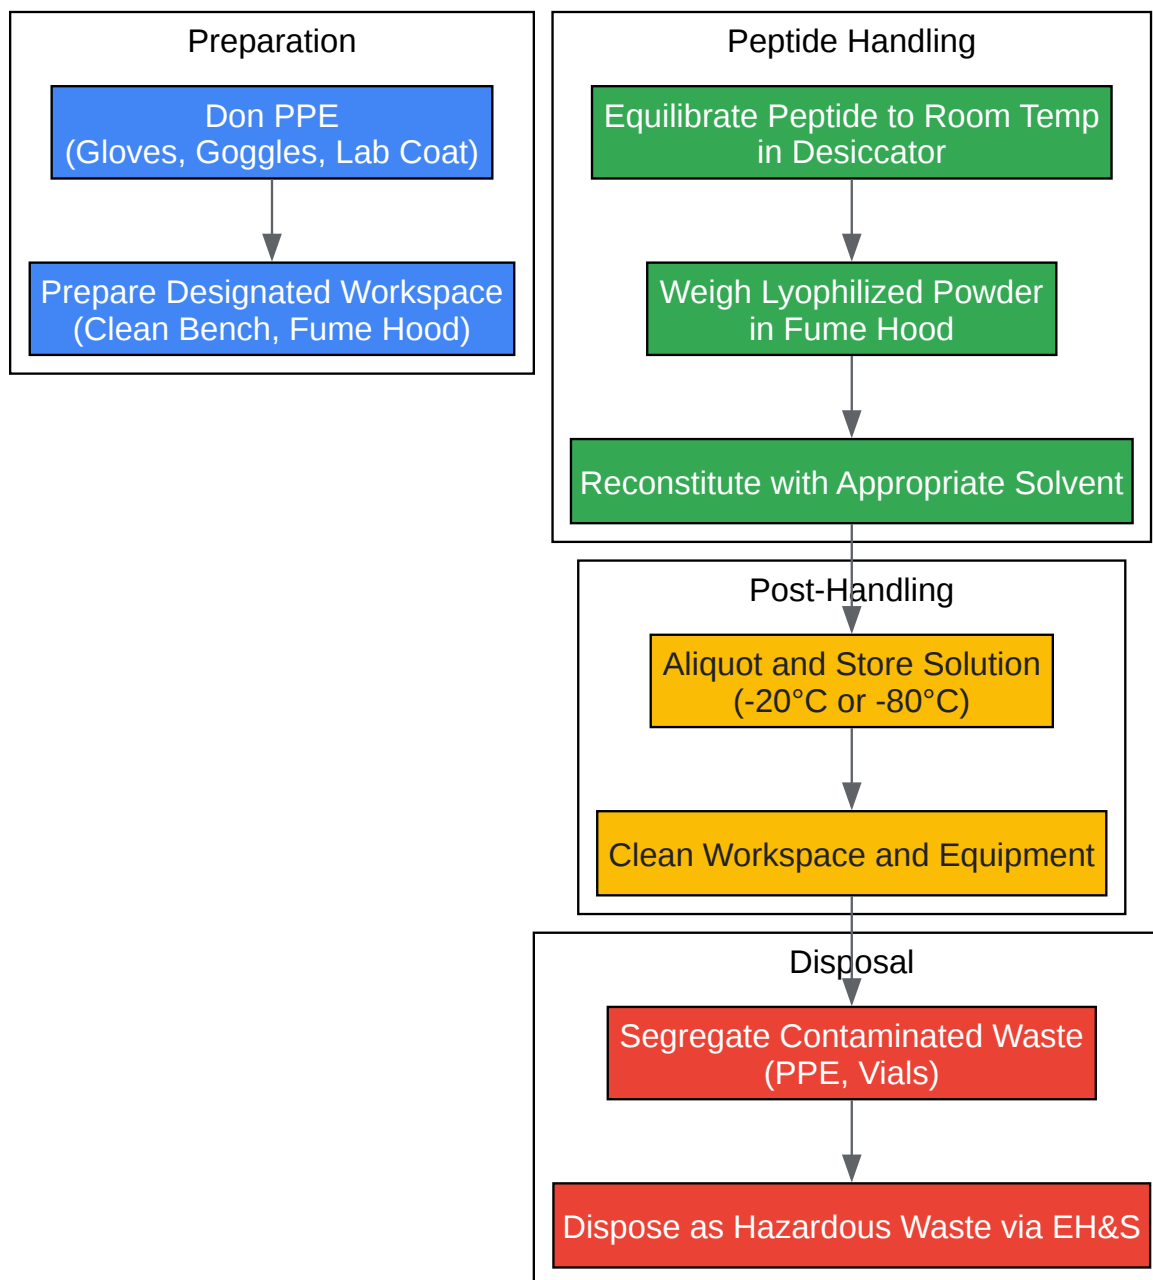 Preparation
Don PPE
(Gloves, Goggles, Lab Coat)
Prepare Designated Workspace
(Clean Bench, Fume Hood)
Peptide Handling
Equilibrate Peptide to Room Temp
in Desiccator
Weigh Lyophilized Powder
in Fume Hood
Reconstitute with Appropriate Solvent
Post-Handling
Aliquot and Store Solution
(-20°C or -80°C)
Clean Workspace and Equipment
Disposal
Segregate Contaminated Waste
(PPE, Vials)
Dispose as Hazardous Waste via EH&S